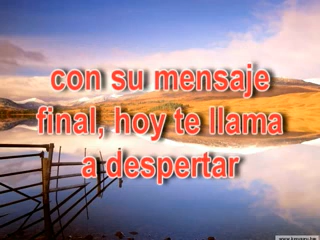 con su mensaje
final, hoy te llama
a despertar